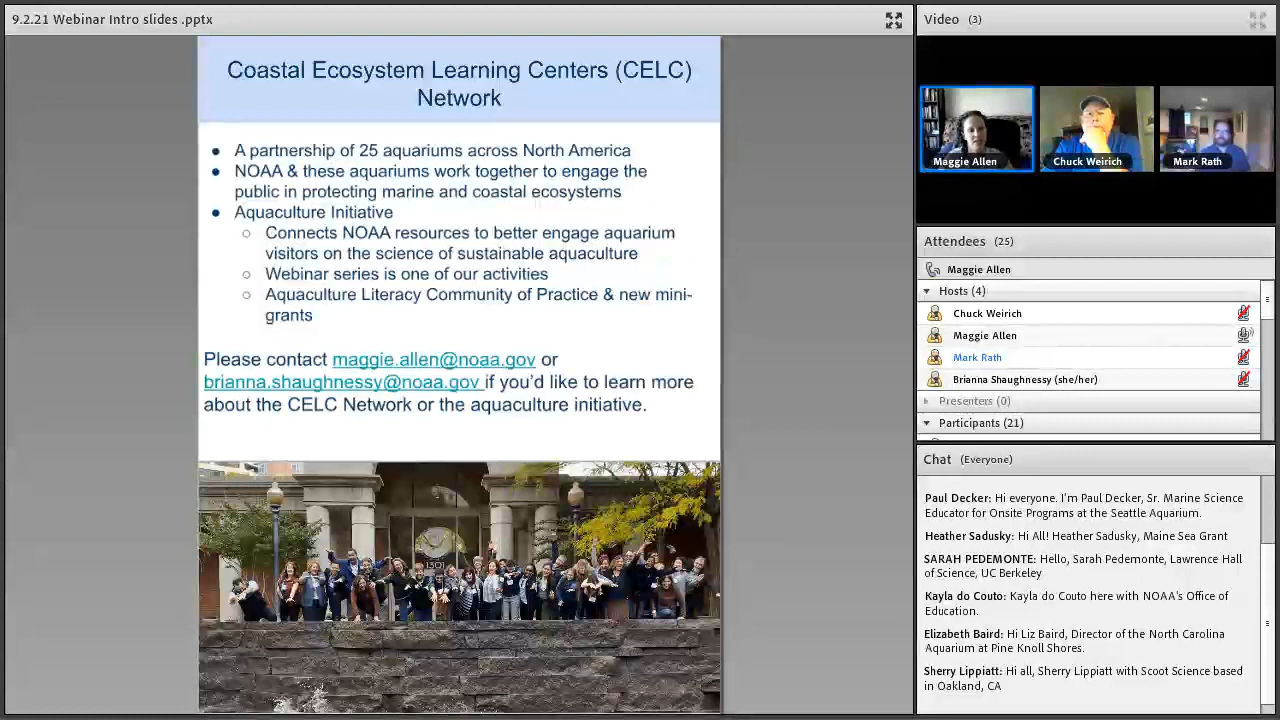 9.2.21 Webinar Intro slides .pptx
Coastal Ecosystem Learning Centers (CELC)
Network
● A partnership of 25 aquariums across North America
● NOAA & these aquariums work together to engage the
public in protecting marine and coastal ecosystems
● Aquaculture Initiative
○ Connects NOAA resources to better engage aquarium
visitors on the science of sustainable aquaculture
○ Webinar series is one of our activities
○ Aquaculture Literacy Community of Practice & new mini-
grants
Please contact maggie.allen@noaa.gov or
brianna.shaughnessy@noaa.gov if you'd like to learn more
about the CELC Network or the aquaculture initiative.
1301
Video (3)
Maggie Allen
Chuck Weirich
Mark Rath
Attendees (25)
Maggie Allen
Hosts (4)
Chuck Weirich
Maggie Allen
Mark Rath
Brianna Shaughnessy (she/her)
Presenters (0)
Participants (21)
Chat (Everyone)
Paul Decker: Hi everyone. I'm Paul Decker, Sr. Marine Science
Educator for Onsite Programs at the Seattle Aquarium.
Heather Sadusky: Hi All! Heather Sadusky, Maine Sea Grant
SARAH PEDEMONTE: Hello, Sarah Pedemonte, Lawrence Hall
of Science, UC Berkeley
Kayla do Couto: Kayla do Couto here with NOAA's Office of
Education.
Elizabeth Baird: Hi Liz Baird, Director of the North Carolina
Aquarium at Pine Knoll Shores.
Sherry Lippiatt: Hi all, Sherry Lippiatt with Scoot Science based
in Oakland, CA